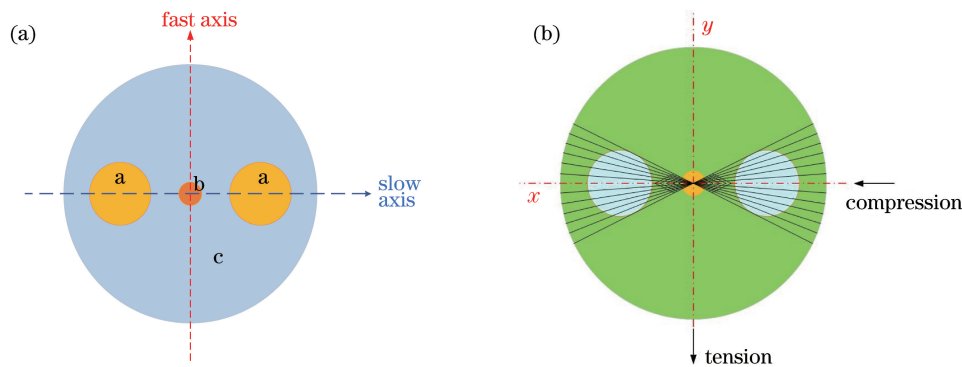 (a)
fast axis
a
b
a
slow
axis
c
(b)
y
x
compression
tension